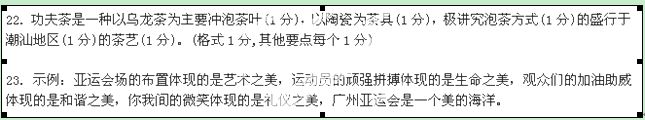 22. 功夫茶是一种以乌龙茶为主要冲泡茶叶(1分)，以陶瓷为茶具(1分)，极讲究泡茶方式(1分)的盛行于
潮汕地区(1分)的茶艺(1分)。(格式1分,其他要点每个1分)
23. 示例：亚运会场的布置体现的是艺术之美，运动员的顽强拼搏体现的是生命之美，观众们的加油助威
体现的是和谐之美，你我间的微笑体现的是礼仪之美，广州亚运会是一个美的海洋。